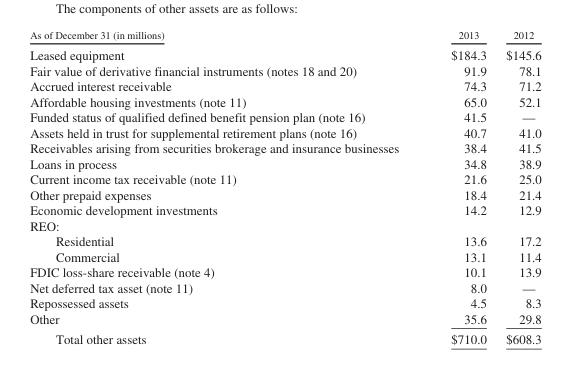 The components of other assets are as follows:
As of December 31 (in millions) 2013 2012
Leased equipment $184.3 $145.6
Fair value of derivative financial instruments (notes 18 and 20) 91.9 78.1
Accrued interest receivable 74.3 71.2
Affordable housing investments (note 11) 65.0 52.1
Funded status of qualified defined benefit pension plan (note 16) 41.5 —
Assets held in trust for supplemental retirement plans (note 16) 40.7 41.0
Receivables arising from securities brokerage and insurance businesses 38.4 41.5
Loans in process 34.8 38.9
Current income tax receivable (note 11) 21.6 25.0
Other prepaid expenses 18.4 21.4
Economic development investments 14.2 12.9
REO:
Residential 13.6 17.2
Commercial 13.1 11.4
FDIC loss-share receivable (note 4) 10.1 13.9
Net deferred tax asset (note 11) 8.0 —
Repossessed assets 4.5 8.3
Other 35.6 29.8
Total other assets $710.0 $608.3